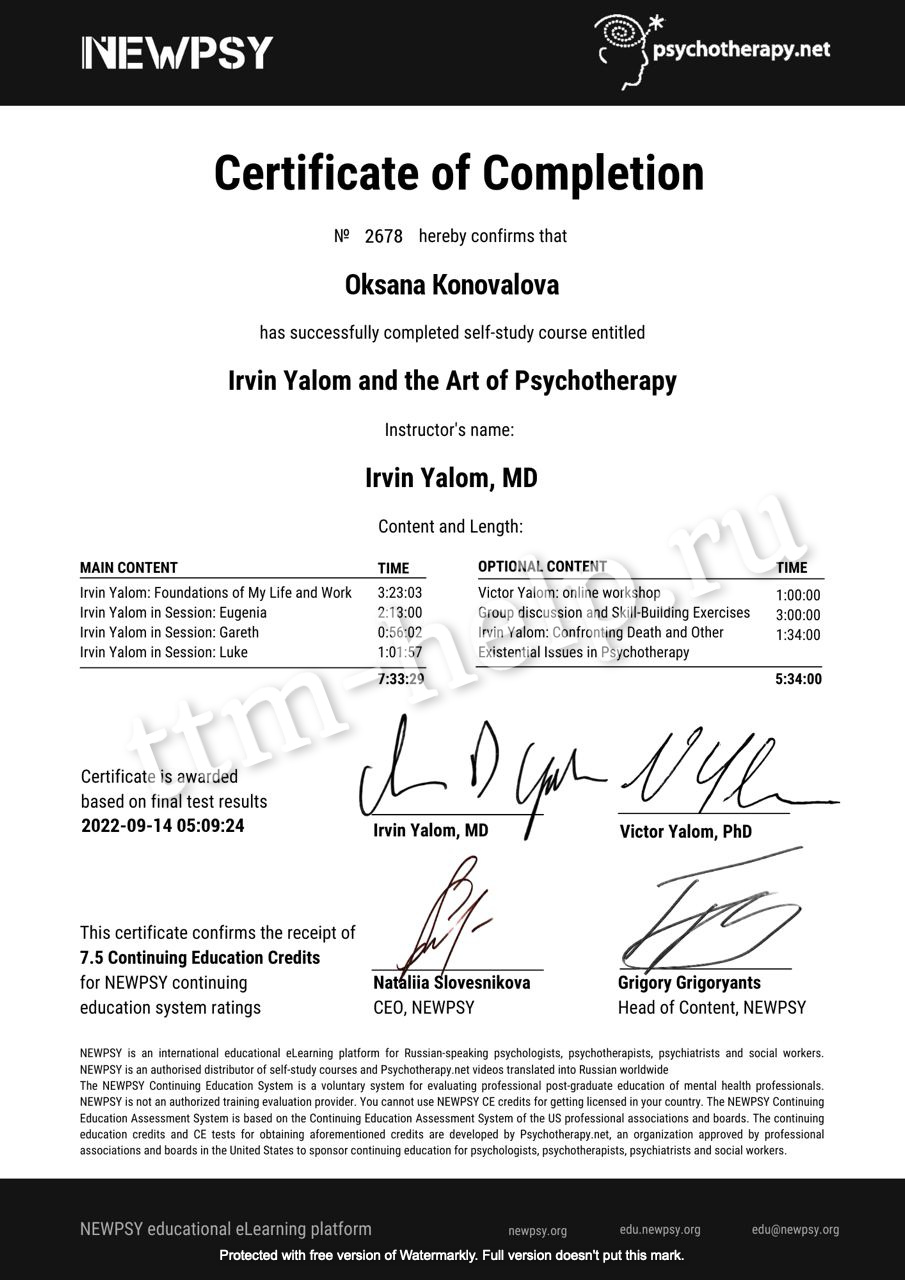 NEWPSY
psychotherapy.net
Certificate of Completion
№ 2678 hereby confirms that
Oksana Konovalova
has successfully completed self-study course entitled
Irvin Yalom and the Art of Psychotherapy
Instructor's name:
Irvin Yalom, MD
Content and Length:
MAIN CONTENT TIME
Irvin Yalom: Foundations of My Life and Work 3:23:03
Irvin Yalom in Session: Eugenia 2:13:00
Irvin Yalom in Session: Gareth 0:56:02
Irvin Yalom in Session: Luke 1:01:57
7:33:29
OPTIONAL CONTENT TIME
Victor Yalom: online workshop 1:00:00
Group discussion and Skill-Building Exercises 3:00:00
Irvin Yalom: Confronting Death and Other 1:34:00
Existential Issues in Psychotherapy
5:34:00
ttm-help.ru
Certificate is awarded
based on final test results
2022-09-14 05:09:24
Irvin Yalom, MD
Victor Yalom, PhD
This certificate confirms the receipt of
7.5 Continuing Education Credits
for NEWPSY continuing
education system ratings
Nataliia Slovesnikova
CEO, NEWPSY
Grigory Grigoryants
Head of Content, NEWPSY
NEWPSY is an international educational eLearning platform for Russian-speaking psychologists, psychotherapists, psychiatrists and social workers.
NEWPSY is an authorised distributor of self-study courses and Psychotherapy.net videos translated into Russian worldwide
The NEWPSY Continuing Education System is a voluntary system for evaluating professional post-graduate education of mental health professionals.
NEWPSY is not an authorized training evaluation provider. You cannot use NEWPSY CE credits for getting licensed in your country. The NEWPSY Continuing
Education Assessment System is based on the Continuing Education Assessment System of the US professional associations and boards. The continuing
education credits and CE tests for obtaining aforementioned credits are developed by Psychotherapy.net, an organization approved by professional
associations and boards in the United States to sponsor continuing education for psychologists, psychotherapists, psychiatrists and social workers.
NEWPSY educational eLearning platform
newpsy.org
edu.newpsy.org
edu@newpsy.org
Protected with free version of Watermarkly. Full version doesn't put this mark.